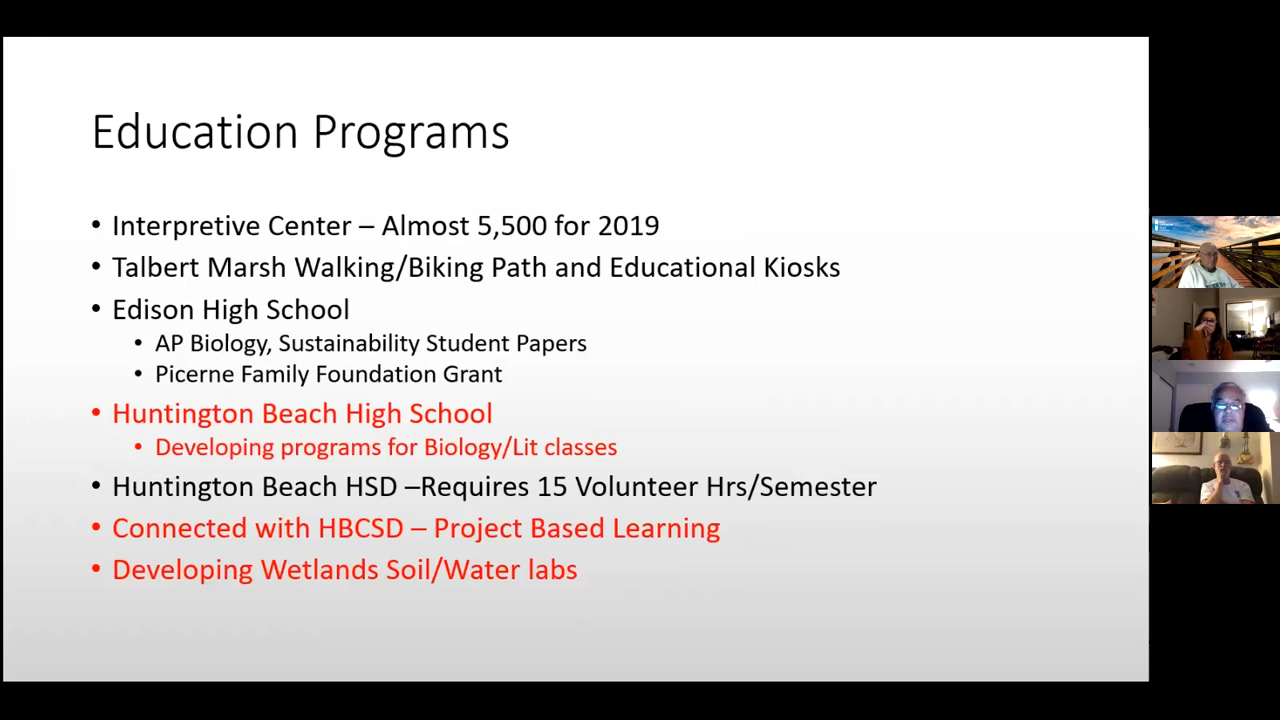 Education Programs
• Interpretive Center – Almost 5,500 for 2019
• Talbert Marsh Walking/Biking Path and Educational Kiosks
• Edison High School
• AP Biology, Sustainability Student Papers
• Picerne Family Foundation Grant
• Huntington Beach High School
• Developing programs for Biology/Lit classes
• Huntington Beach HSD –Requires 15 Volunteer Hrs/Semester
• Connected with HBCSD – Project Based Learning
• Developing Wetlands Soil/Water labs